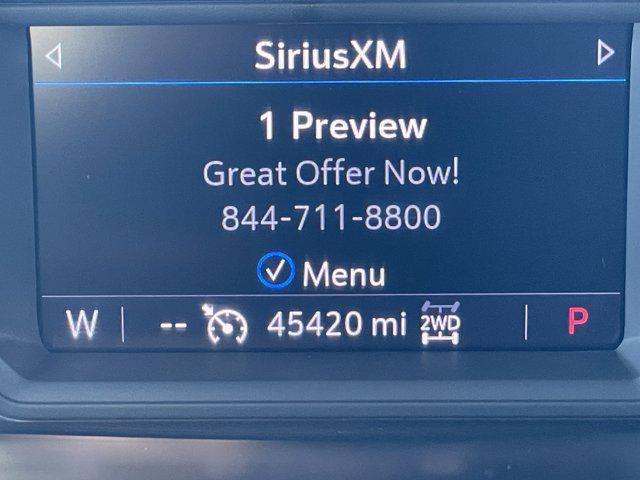 SiriusXM
1 Preview
Great Offer Now!
844-711-8800
Menu
W -- 45420 mi 2WD P